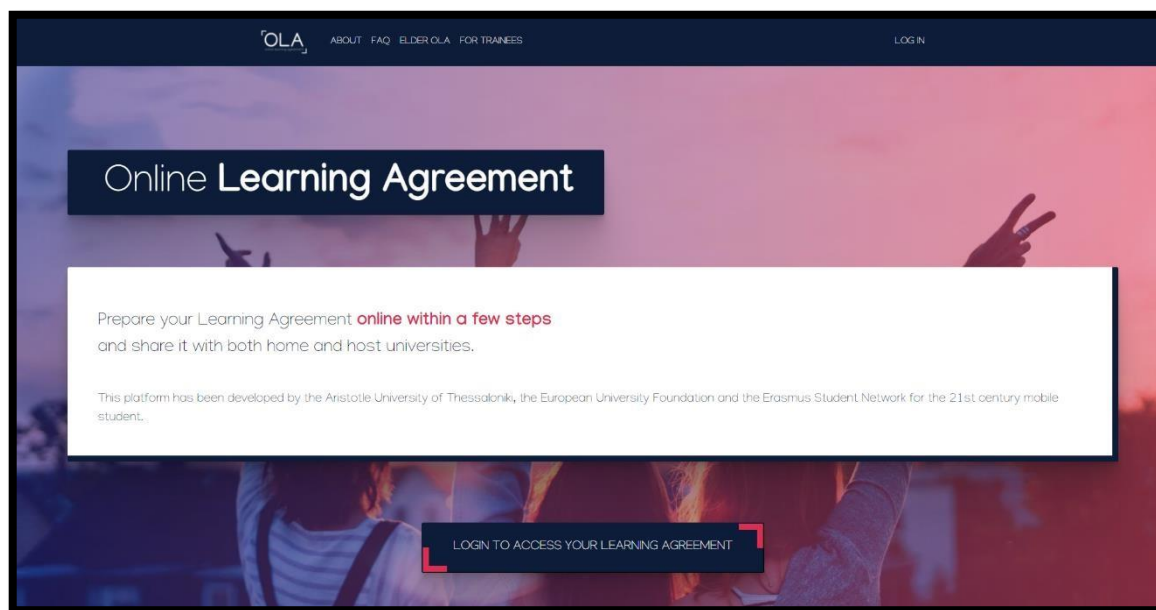 OLA
ABOUT FAQ ELDER OLA FOR TRAINEES
LOG IN
Online Learning Agreement
Prepare your Learning Agreement online within a few steps
and share it with both home and host universities.
This platform has been developed by the Aristotle University of Thessaloniki, the European University Foundation and the Erasmus Student Network for the 21st century mobile
student.
LOGIN TO ACCESS YOUR LEARNING AGREEMENT